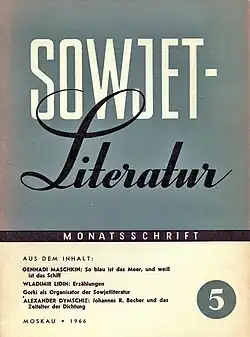 SOWJET-
Literatur
MONATSSCHRIFT
AUS DEM INHALT:
GENNADI MASCHKIN: So blau ist das Meer, und weiß
ist das Schiff
WLADIMIR LIDIN: Erzählungen
Gorki als Organisator der Sowjetliteratur
ALEXANDER DYMSCHIZ: Johannes R. Becher und das
Zeitalter der Dichtung
5
MOSKAU • 1966